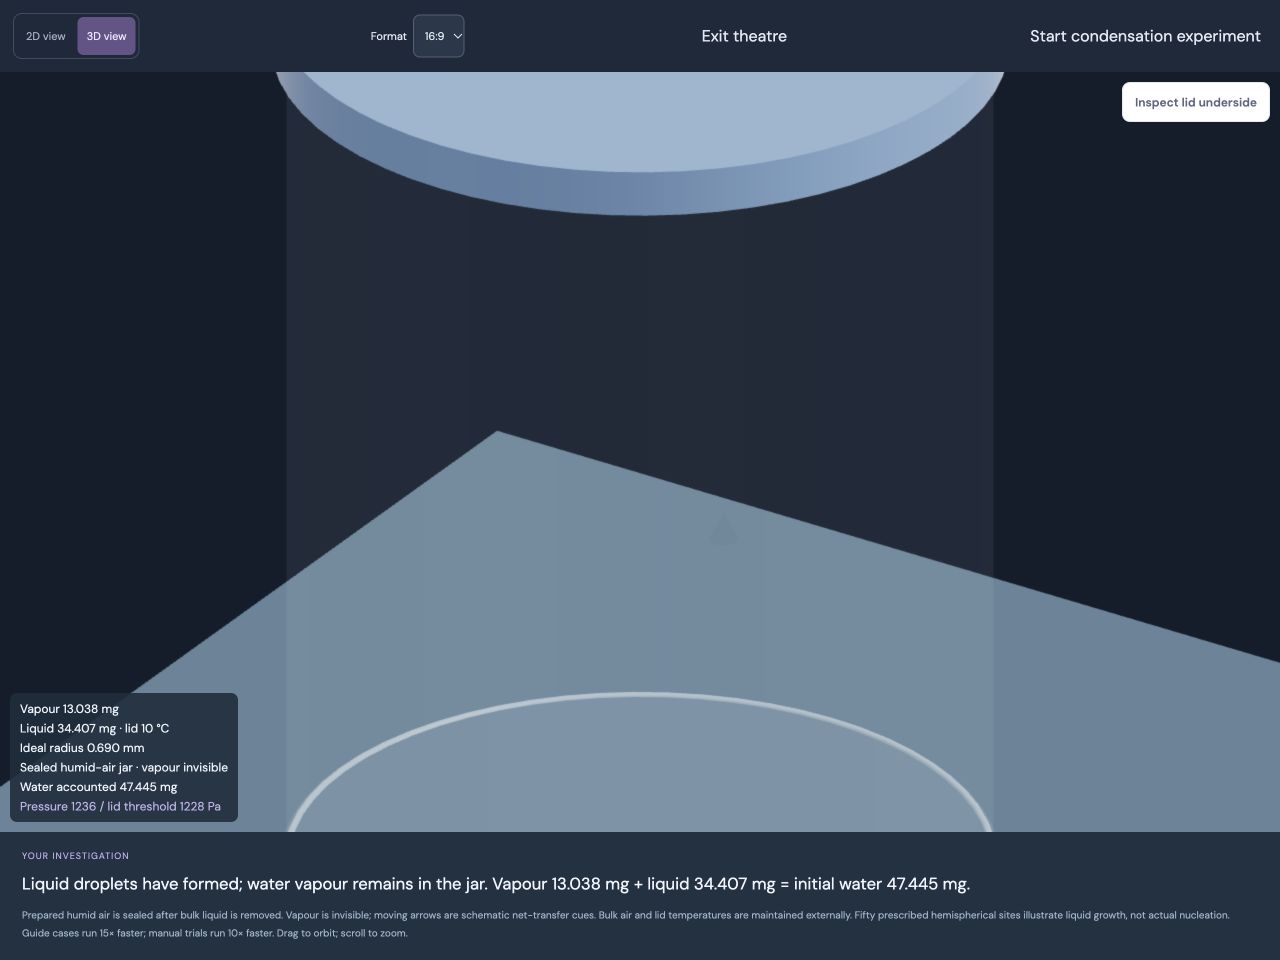 2D view
3D view
Format
16:9
Exit theatre
Start condensation experiment
Inspect lid underside
Vapour 13.038 mg
Liquid 34.407 mg · lid 10 °C
Ideal radius 0.690 mm
Sealed humid-air jar · vapour invisible
Water accounted 47.445 mg
Pressure 1236 / lid threshold 1228 Pa
YOUR INVESTIGATION
Liquid droplets have formed; water vapour remains in the jar. Vapour 13.038 mg + liquid 34.407 mg = initial water 47.445 mg.
Prepared humid air is sealed after bulk liquid is removed. Vapour is invisible; moving arrows are schematic net-transfer cues. Bulk air and lid temperatures are maintained externally. Fifty prescribed hemispherical sites illustrate liquid growth, not actual nucleation.
Guide cases run 15× faster; manual trials run 10× faster. Drag to orbit; scroll to zoom.